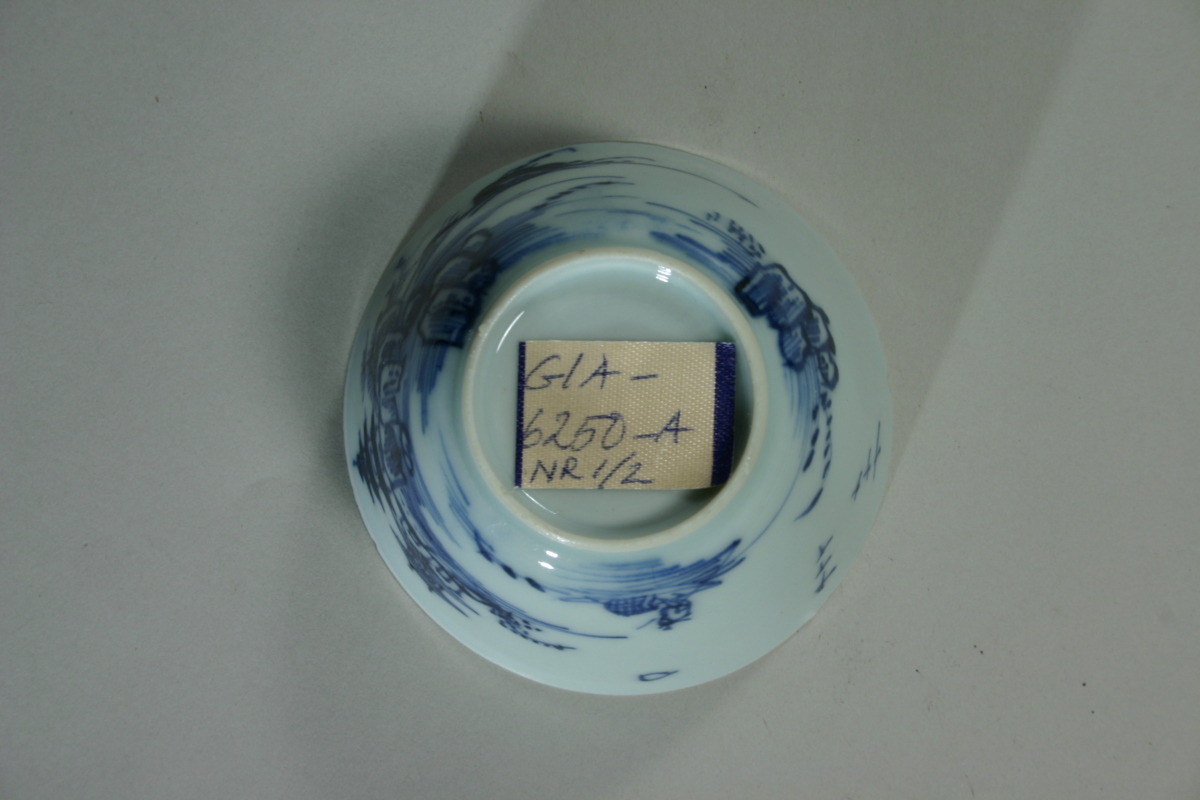 GIA-
6250-A
NR 1/2